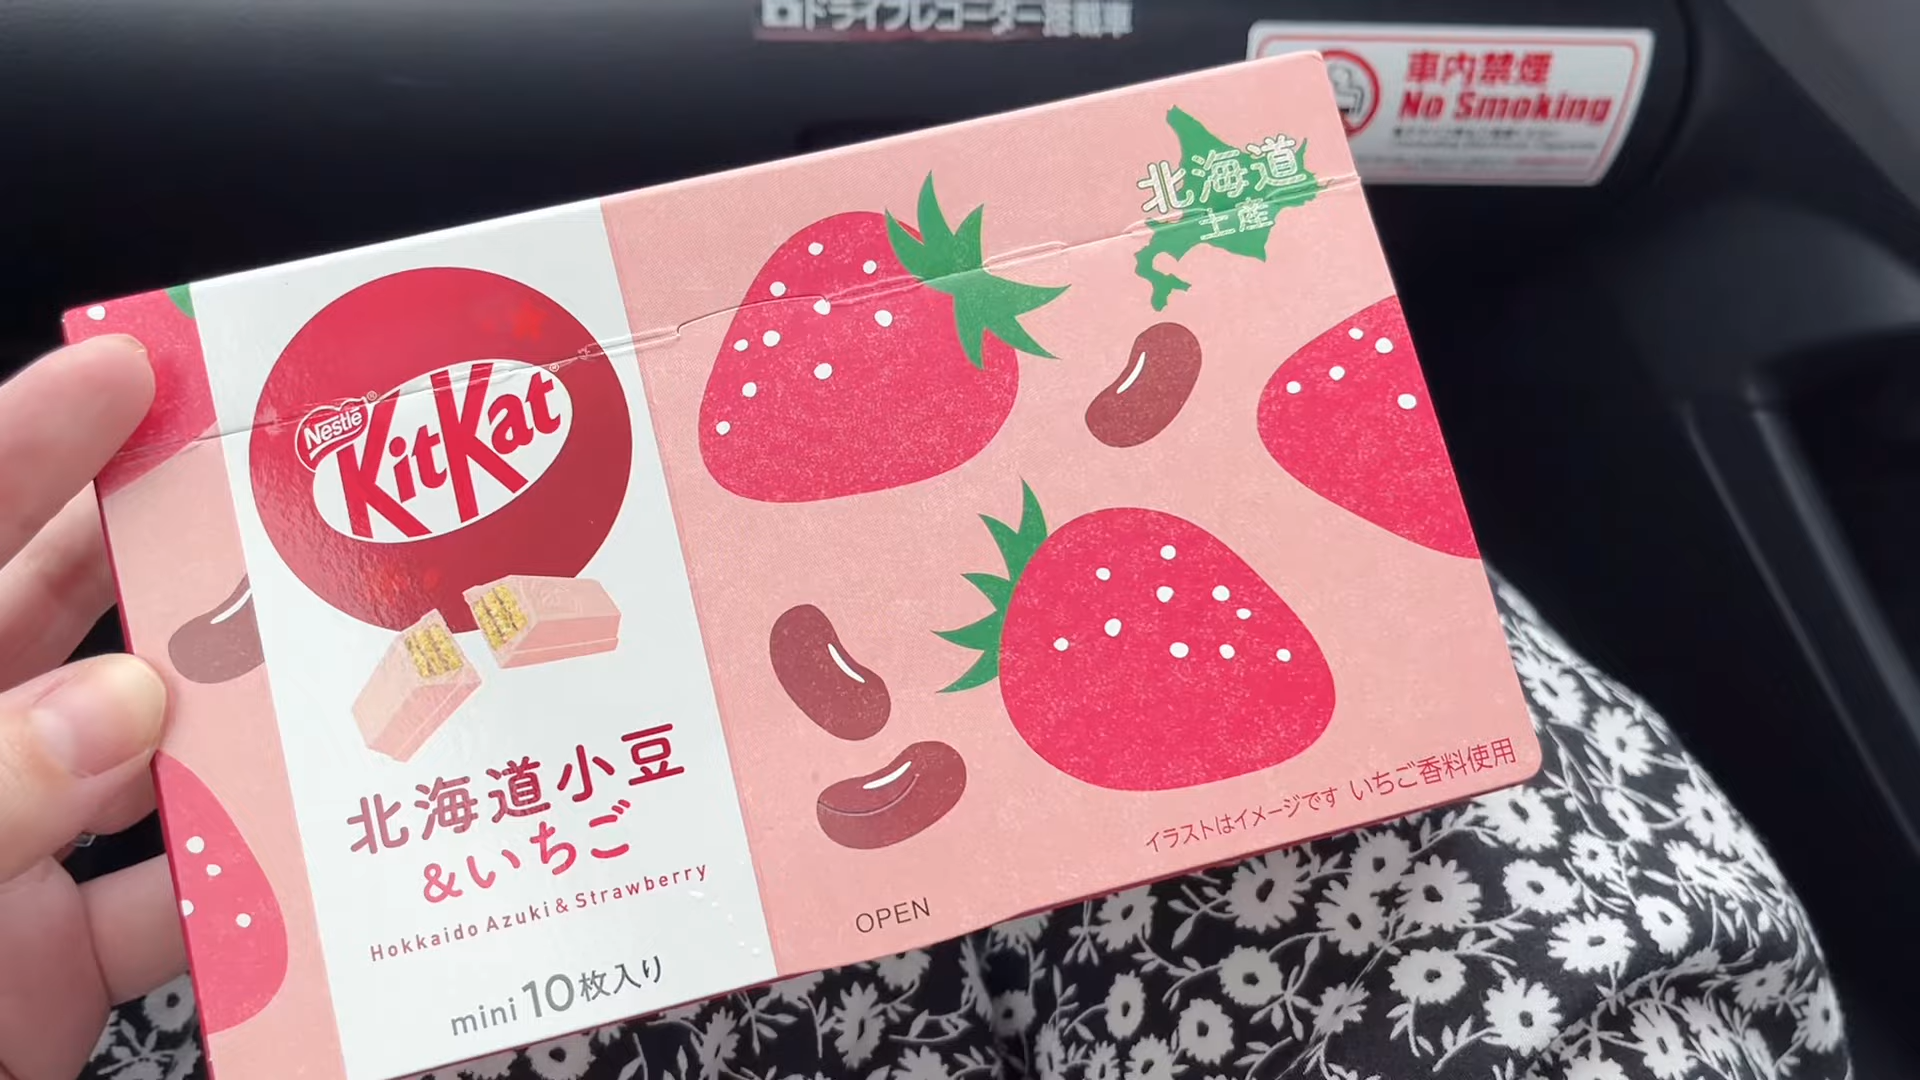 ドライブレコーダー搭載車
車内禁煙
No Smoking
北海道
土産
Nestlé®
KitKat®
北海道小豆
&いちご
Hokkaido Azuki & Strawberry
mini 10枚入り
OPEN
イラストはイメージです いちご香料使用